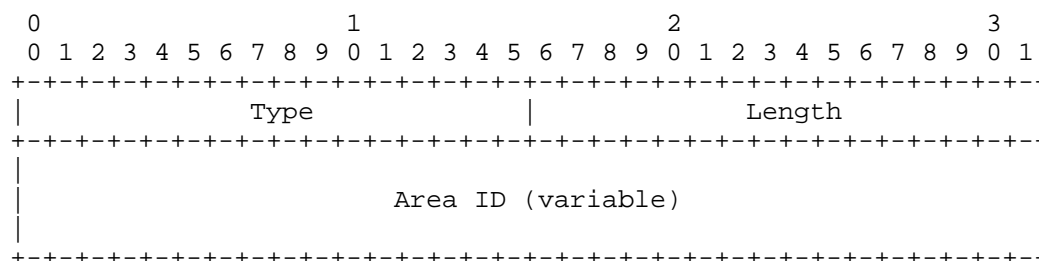 0                   1                   2                   3
0 1 2 3 4 5 6 7 8 9 0 1 2 3 4 5 6 7 8 9 0 1 2 3 4 5 6 7 8 9 0 1
+-+-+-+-+-+-+-+-+-+-+-+-+-+-+-+-+-+-+-+-+-+-+-+-+-+-+-+-+-+-+-+-
| Type | Length
+-+-+-+-+-+-+-+-+-+-+-+-+-+-+-+-+-+-+-+-+-+-+-+-+-+-+-+-+-+-+-+-
|
| Area ID (variable)
|
+-+-+-+-+-+-+-+-+-+-+-+-+-+-+-+-+-+-+-+-+-+-+-+-+-+-+-+-+-+-+-+-